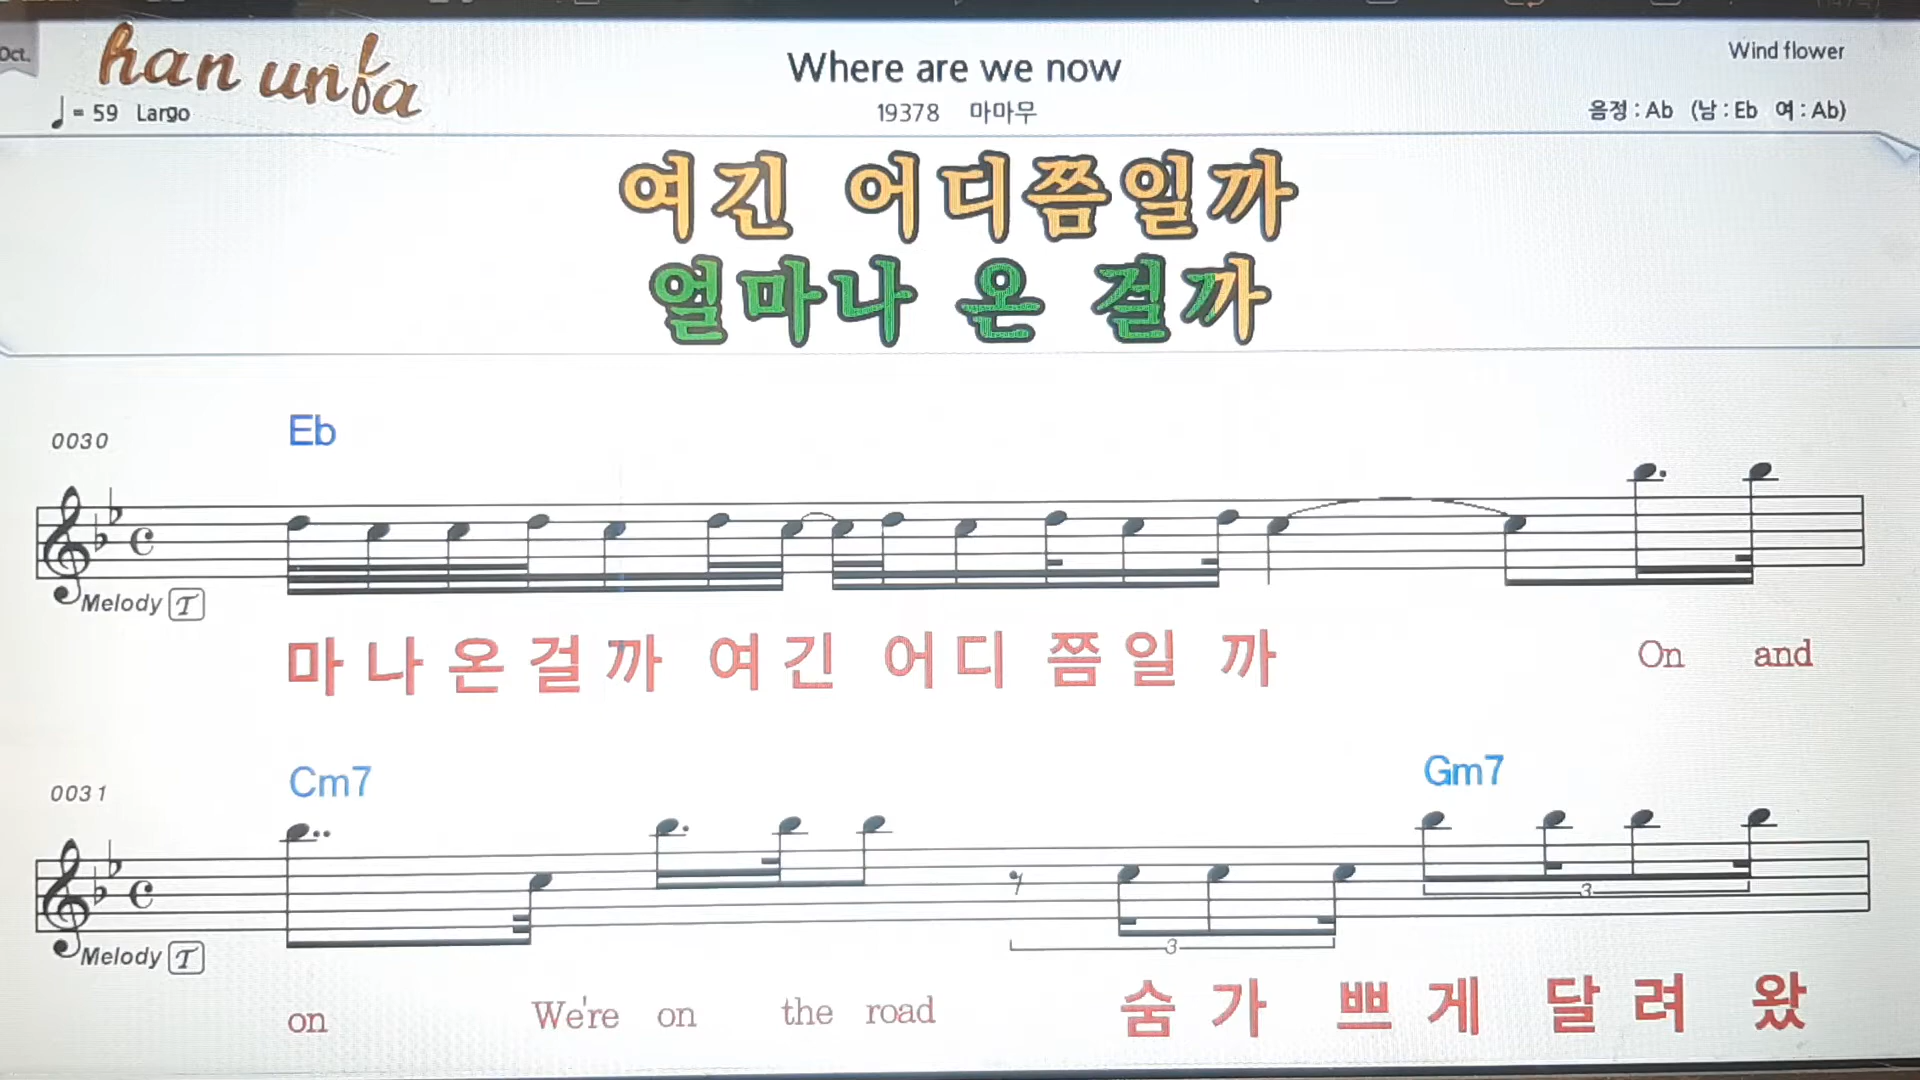 Oct.
han unfa
Where are we now
Wind flower
♩ = 59 Largo
19378 마마무
음정 : Ab (남 : Eb 여 : Ab)
여긴 어디쯤일까
얼마나 온 걸까
0030
Eb
Melody T
마 나 온 걸 까 여 긴 어 디 쯤 일 까 On and
0031
Cm7 Gm7
3
3
Melody T
on We're on the road 숨 가 쁘 게 달 려 왔